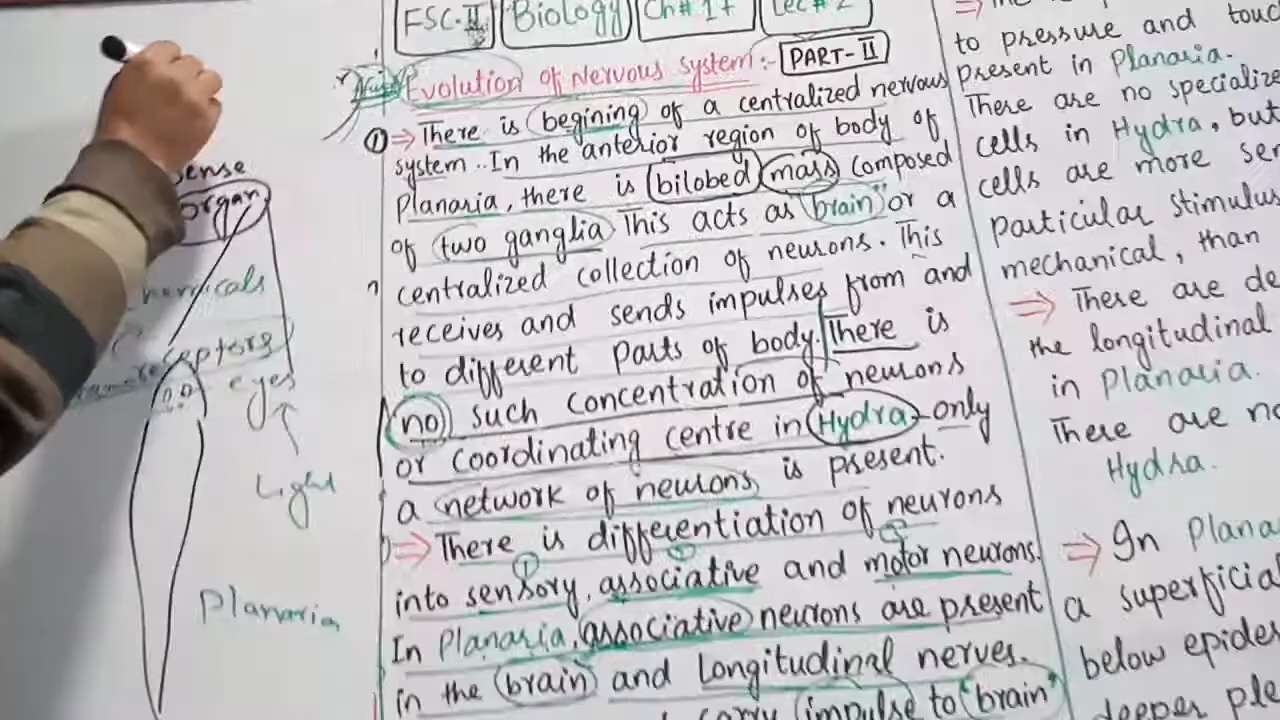 FSC-II Biology Ch# 17 Lec# 2
Evolution of Nervous system:- PART-II
① ⇒ There is begining of a centralized nervous
system.. In the anterior region of body of
Planaria, there is bilobed mass composed
of two ganglia This acts as "brain" or a
centralized collection of neurons. This
receives and sends impulses from and
to different parts of body. There is
no such concentration of neurons
or coordinating centre in Hydra only
a network of neurons is present.
⇒ There is differentiation of neurons
into sensory, associative and motor neurons.
In Planaria, associative neurons are present
in the brain and longitudinal nerves.
carry impulse to "brain"
to pressure and touc
present in Planaria.
There are no specialize
cells in Hydra, but
cells are more sen
Particular stimulus
mechanical, than
⇒ There are de
the longitudinal
in Planaria.
There are no
Hydra.
⇒ In Plana
a superficia
below epider
deeper ple
sense
organ
chemicals
eyes
Light
Planaria